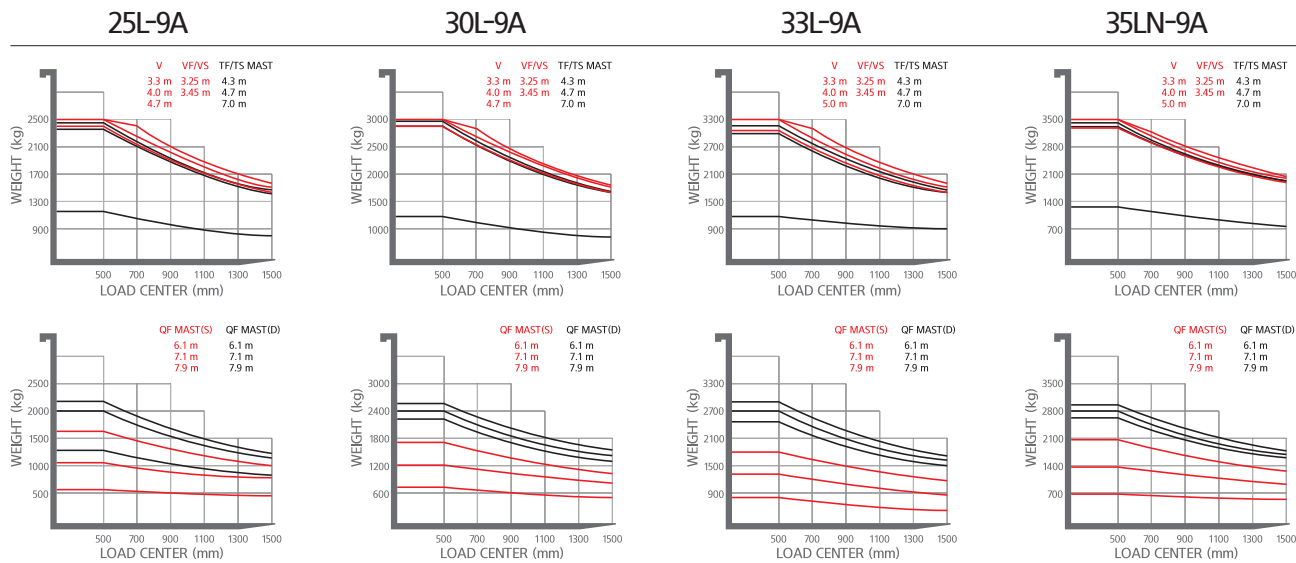 25L-9A
30L-9A
33L-9A
35LN-9A
V VF/VS TF/TS MAST
3.3 m 3.25 m 4.3 m
4.0 m 3.45 m 4.7 m
4.7 m 7.0 m
2500
2100
1700
1300
900
WEIGHT (kg)
500 700 900 1100 1300 1500
LOAD CENTER (mm)
V VF/VS TF/TS MAST
3.3 m 3.25 m 4.3 m
4.0 m 3.45 m 4.7 m
4.7 m 7.0 m
3000
2700
2000
1500
1000
WEIGHT (kg)
500 700 900 1100 1300 1500
LOAD CENTER (mm)
V VF/VS TF/TS MAST
3.3 m 3.25 m 4.3 m
4.0 m 3.45 m 4.7 m
5.0 m 7.0 m
3300
2700
2100
1500
900
WEIGHT (kg)
500 700 900 1100 1300 1500
LOAD CENTER (mm)
V VF/VS TF/TS MAST
3.3 m 3.25 m 4.3 m
4.0 m 3.45 m 4.7 m
5.0 m 7.0 m
3500
2800
2100
1400
700
WEIGHT (kg)
500 700 900 1100 1300 1500
LOAD CENTER (mm)
QF MAST(S) QF MAST(D)
6.1 m 6.1 m
7.1 m 7.1 m
7.9 m 7.9 m
2500
2000
1500
1000
500
WEIGHT (kg)
500 700 900 1100 1300 1500
LOAD CENTER (mm)
QF MAST(S) QF MAST(D)
6.1 m 6.1 m
7.1 m 7.1 m
7.9 m 7.9 m
3000
2400
1800
1200
600
WEIGHT (kg)
500 700 900 1100 1300 1500
LOAD CENTER (mm)
QF MAST(S) QF MAST(D)
6.1 m 6.1 m
7.1 m 7.1 m
7.9 m 7.9 m
3300
2700
2100
1500
900
WEIGHT (kg)
500 700 900 1100 1300 1500
LOAD CENTER (mm)
QF MAST(S) QF MAST(D)
6.1 m 6.1 m
7.1 m 7.1 m
7.9 m 7.9 m
3500
2800
2100
1400
700
WEIGHT (kg)
500 700 900 1100 1300 1500
LOAD CENTER (mm)